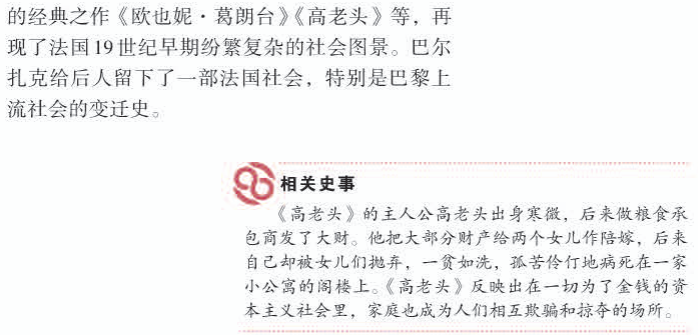 的经典之作《欧也妮·葛朗台》《高老头》等，再
现了法国19世纪早期纷繁复杂的社会图景。巴尔
扎克给后人留下了一部法国社会，特别是巴黎上
流社会的变迁史。
相关史事
《高老头》的主人公高老头出身寒微，后来做粮食承
包商发了大财。他把大部分财产给两个女儿作陪嫁，后来
自己却被女儿们抛弃，一贫如洗，孤苦伶仃地病死在一家
小公寓的阁楼上。《高老头》反映出在一切为了金钱的资
本主义社会里，家庭也成为人们相互欺骗和掠夺的场所。